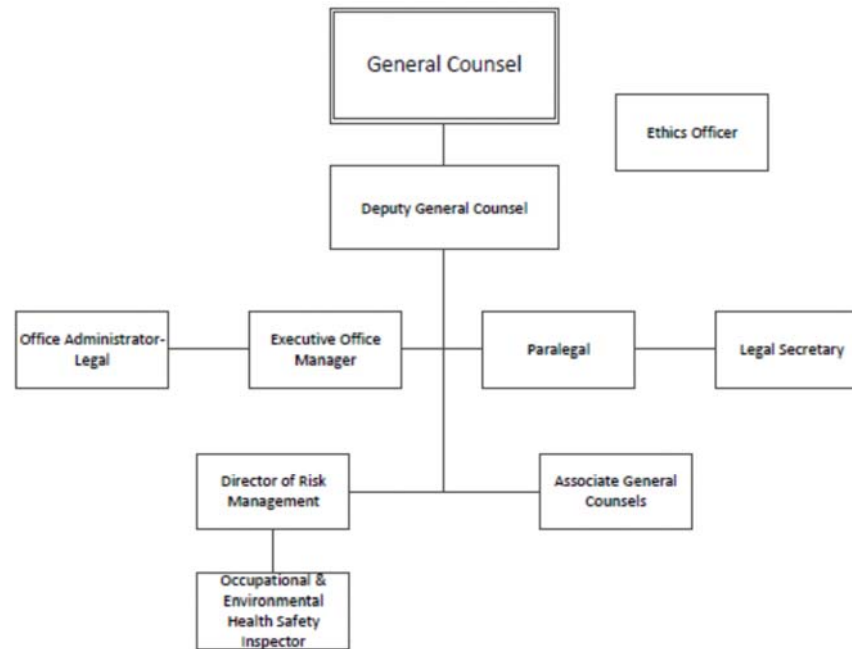 General Counsel
Ethics Officer
Deputy General Counsel
Office Administrator-
Legal
Executive Office
Manager
Paralegal
Legal Secretary
Director of Risk
Management
Associate General
Counsels
Occupational &
Environmental
Health Safety
Inspector